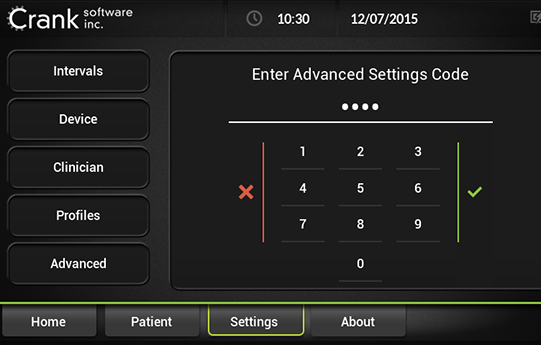 Crank software inc.
10:30 12/07/2015
Intervals
Device
Clinician
Profiles
Advanced
Enter Advanced Settings Code
••••
1 2 3
4 5 6
7 8 9
0
Home Patient Settings About